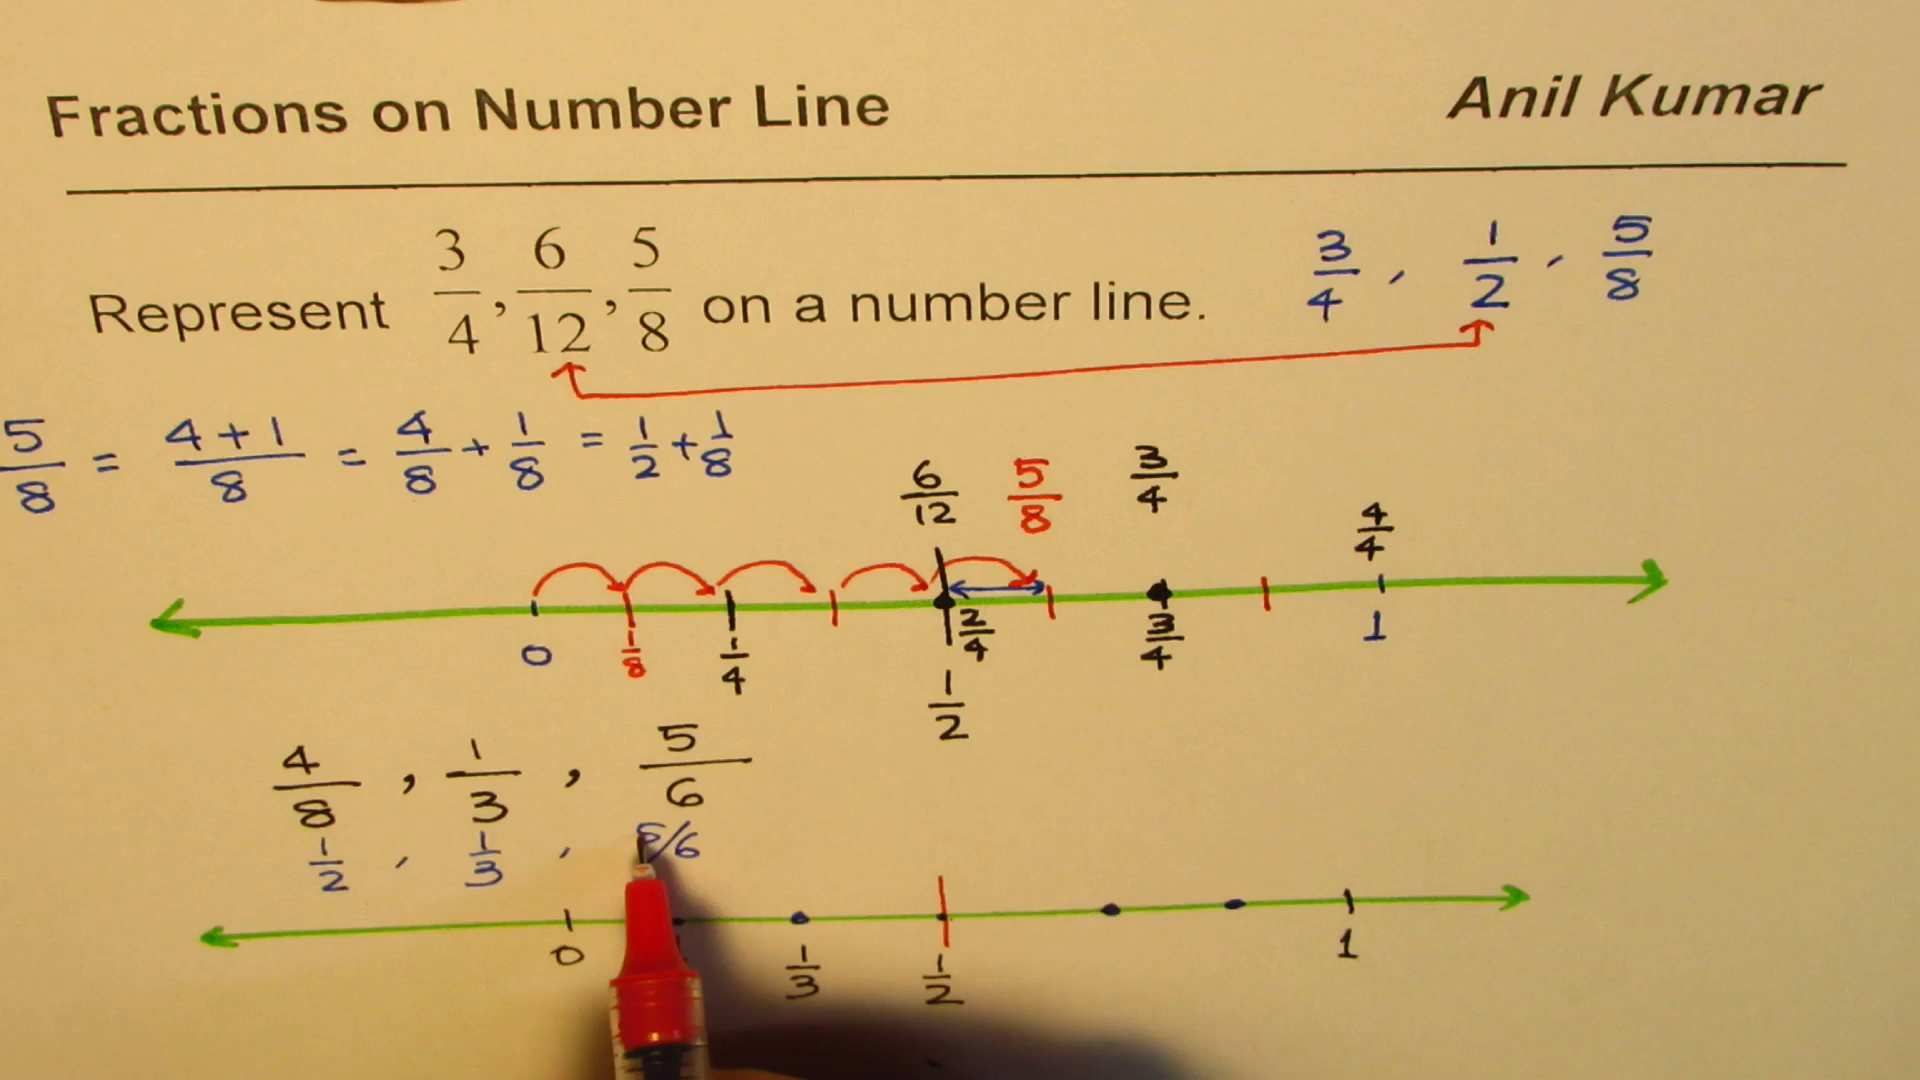 Fractions on Number Line Anil Kumar
Represent 3/4, 6/12, 5/8 on a number line. 3/4, 1/2, 5/8
5/8 = 4+1/8 = 4/8 + 1/8 = 1/2 + 1/8
6/12 5/8 3/4 4/4
0 1/8 1/4 2/4 3/4 1
1/2
4/8, 1/3, 5/6
1/2, 1/3, 5/6
0 1/3 1/2 1